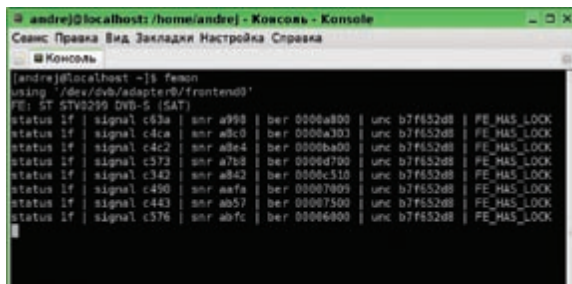 andrej@localhost: /home/andrej - Консоль - Konsole
Сеанс Правка Вид Закладки Настройка Справка
Консоль
[andrej@localhost ~]$ femon
using '/dev/dvb/adapter0/frontend0'
FE: ST STV0299 DVB-S (SAT)
status 1f | signal c63a | snr a998 | ber 0000a800 | unc b7f652d8 | FE_HAS_LOCK
status 1f | signal c4ca | snr a8c0 | ber 0000a303 | unc b7f652d8 | FE_HAS_LOCK
status 1f | signal c4c2 | snr a8e4 | ber 0000ba00 | unc b7f652d8 | FE_HAS_LOCK
status 1f | signal c573 | snr a7b8 | ber 0000d700 | unc b7f652d8 | FE_HAS_LOCK
status 1f | signal c342 | snr a842 | ber 0000c510 | unc b7f652d8 | FE_HAS_LOCK
status 1f | signal c490 | snr aafa | ber 00007009 | unc b7f652d8 | FE_HAS_LOCK
status 1f | signal c443 | snr ab57 | ber 00007500 | unc b7f652d8 | FE_HAS_LOCK
status 1f | signal c576 | snr abfc | ber 00006000 | unc b7f652d8 | FE_HAS_LOCK